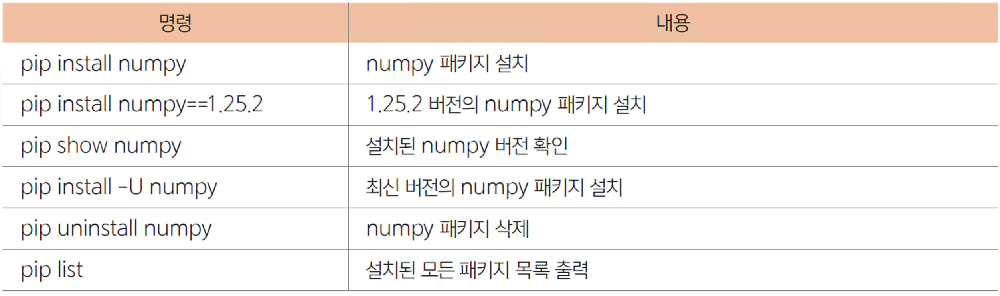 명령 내용
pip install numpy numpy 패키지 설치
pip install numpy==1.25.2 1.25.2 버전의 numpy 패키지 설치
pip show numpy 설치된 numpy 버전 확인
pip install –U numpy 최신 버전의 numpy 패키지 설치
pip uninstall numpy numpy 패키지 삭제
pip list 설치된 모든 패키지 목록 출력